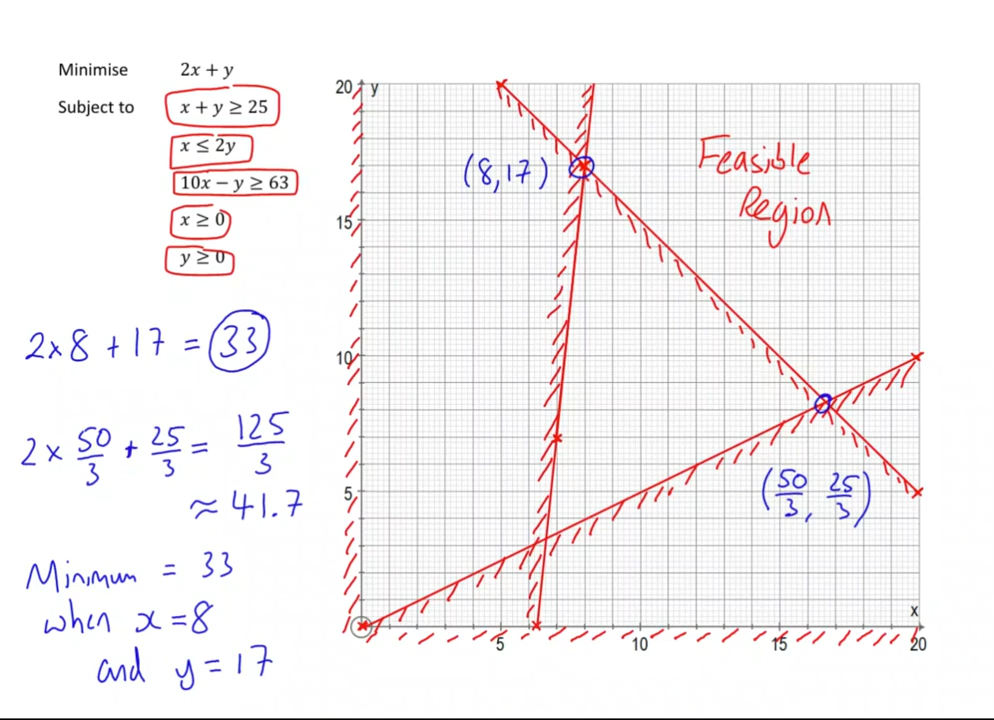 Minimise 2x + y
Subject to x + y ≥ 25
x ≤ 2y
10x − y ≥ 63
x ≥ 0
y ≥ 0
2×8 + 17 = 33
2 × 50/3 + 25/3 = 125/3
≈ 41.7
Minimum = 33
when x = 8
and y = 17
20 y
(8,17)
Feasible
Region
15
10
5
(50/3, 25/3)
x
5 10 15 20